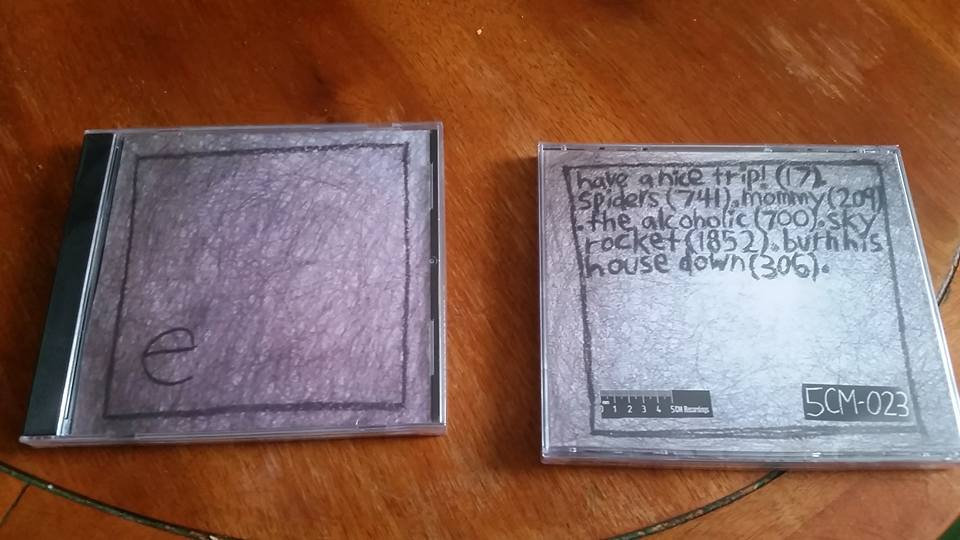 e
have a nice trip! (17).
spiders (741). mommy (209)
. the alcoholic (700). sky
rocket (1852). burn his
house down (306).
1 2 3 4 5CM Recordings
5CM-023